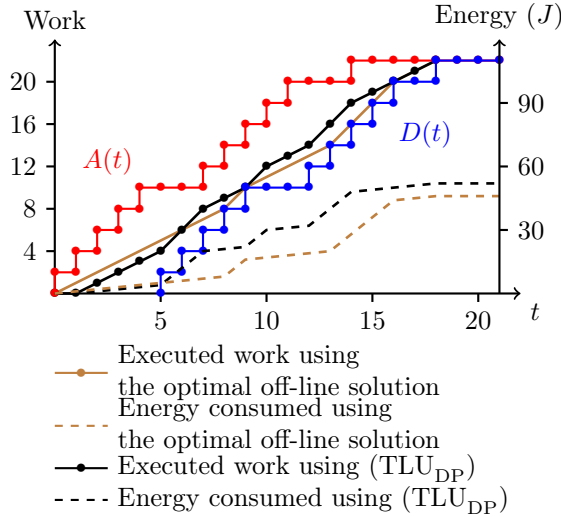 Work
Energy (J)
20
16
12
8
4
90
60
30
A(t)
D(t)
5
10
15
20
t
Executed work using
the optimal off-line solution
Energy consumed using
the optimal off-line solution
Executed work using (TLU_DP)
Energy consumed using (TLU_DP)